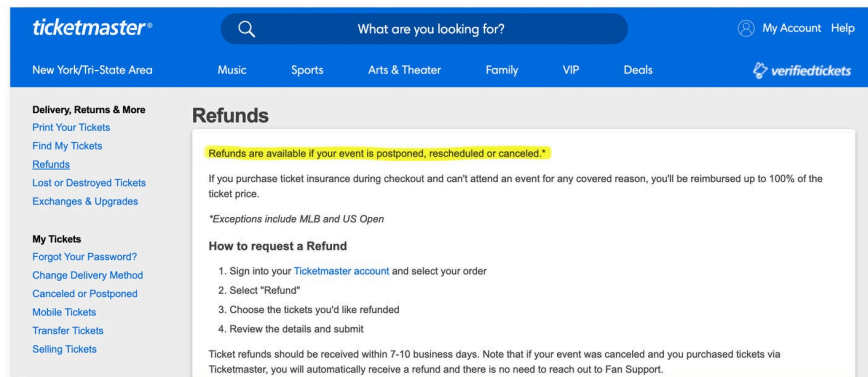 ticketmaster®
What are you looking for?
My Account Help
New York/Tri-State Area Music Sports Arts & Theater Family VIP Deals verifiedtickets
Delivery, Returns & More
Print Your Tickets
Find My Tickets
Refunds
Lost or Destroyed Tickets
Exchanges & Upgrades
My Tickets
Forgot Your Password?
Change Delivery Method
Canceled or Postponed
Mobile Tickets
Transfer Tickets
Selling Tickets
Refunds
Refunds are available if your event is postponed, rescheduled or canceled.*
If you purchase ticket insurance during checkout and can't attend an event for any covered reason, you'll be reimbursed up to 100% of the
ticket price.
*Exceptions include MLB and US Open
How to request a Refund
1. Sign into your Ticketmaster account and select your order
2. Select "Refund"
3. Choose the tickets you'd like refunded
4. Review the details and submit
Ticket refunds should be received within 7-10 business days. Note that if your event was canceled and you purchased tickets via
Ticketmaster, you will automatically receive a refund and there is no need to reach out to Fan Support.